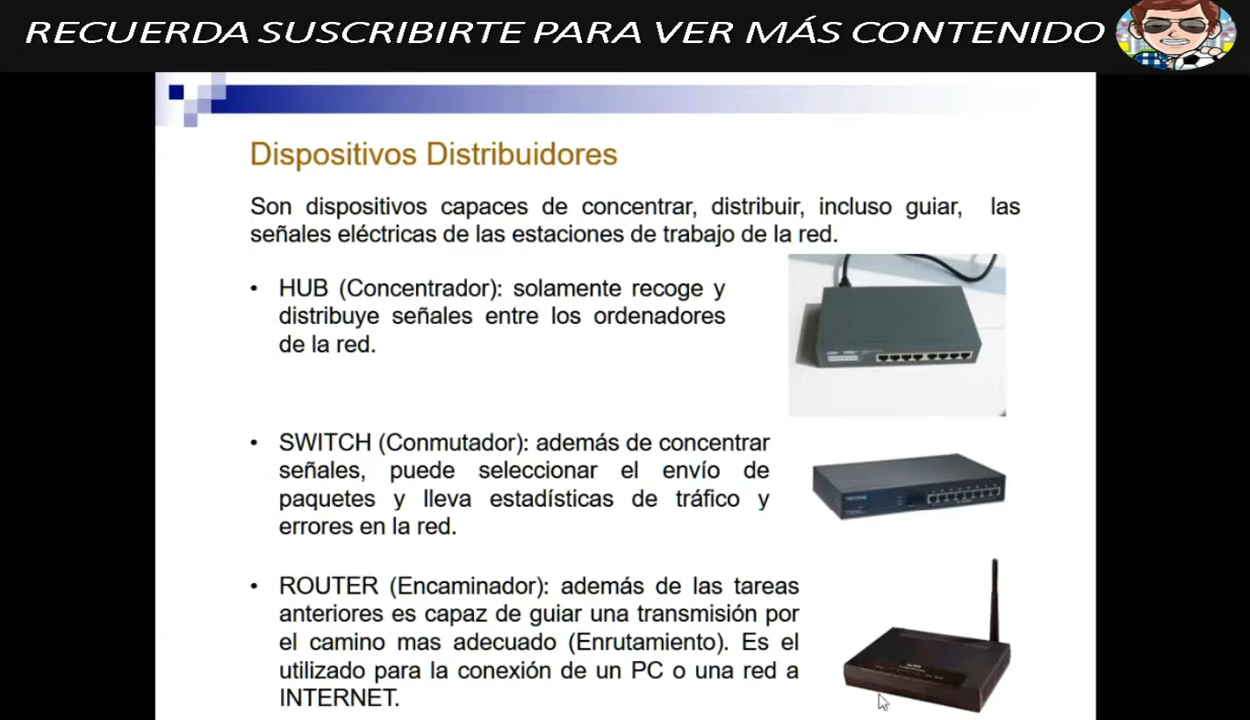 RECUERDA SUSCRIBIRTE PARA VER MÁS CONTENIDO
Dispositivos Distribuidores
Son dispositivos capaces de concentrar, distribuir, incluso guiar, las
señales eléctricas de las estaciones de trabajo de la red.
• HUB (Concentrador): solamente recoge y
distribuye señales entre los ordenadores
de la red.
• SWITCH (Conmutador): además de concentrar
señales, puede seleccionar el envío de
paquetes y lleva estadísticas de tráfico y
errores en la red.
• ROUTER (Encaminador): además de las tareas
anteriores es capaz de guiar una transmisión por
el camino mas adecuado (Enrutamiento). Es el
utilizado para la conexión de un PC o una red a
INTERNET.